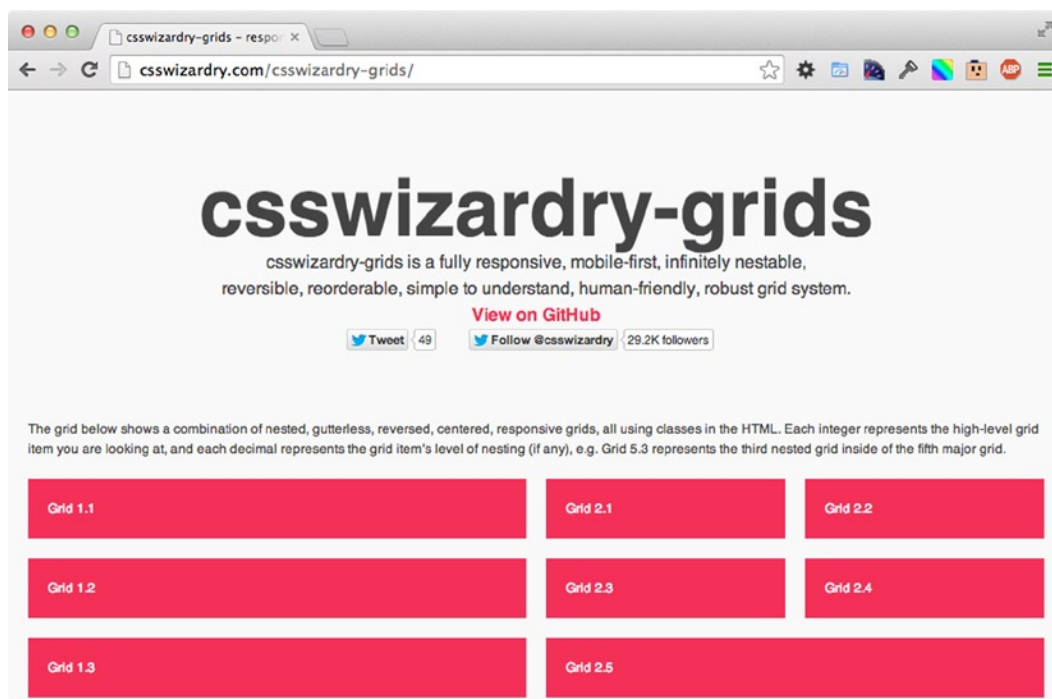 csswizardry-grids – respor
csswizardry.com/csswizardry-grids/
ABP
csswizardry-grids
csswizardry-grids is a fully responsive, mobile-first, infinitely nestable,
reversible, reorderable, simple to understand, human-friendly, robust grid system.
View on GitHub
Tweet 49 Follow @csswizardry 29.2K followers
The grid below shows a combination of nested, gutterless, reversed, centered, responsive grids, all using classes in the HTML. Each integer represents the high-level grid
item you are looking at, and each decimal represents the grid item's level of nesting (if any), e.g. Grid 5.3 represents the third nested grid inside of the fifth major grid.
Grid 1.1 Grid 2.1 Grid 2.2
Grid 1.2 Grid 2.3 Grid 2.4
Grid 1.3 Grid 2.5